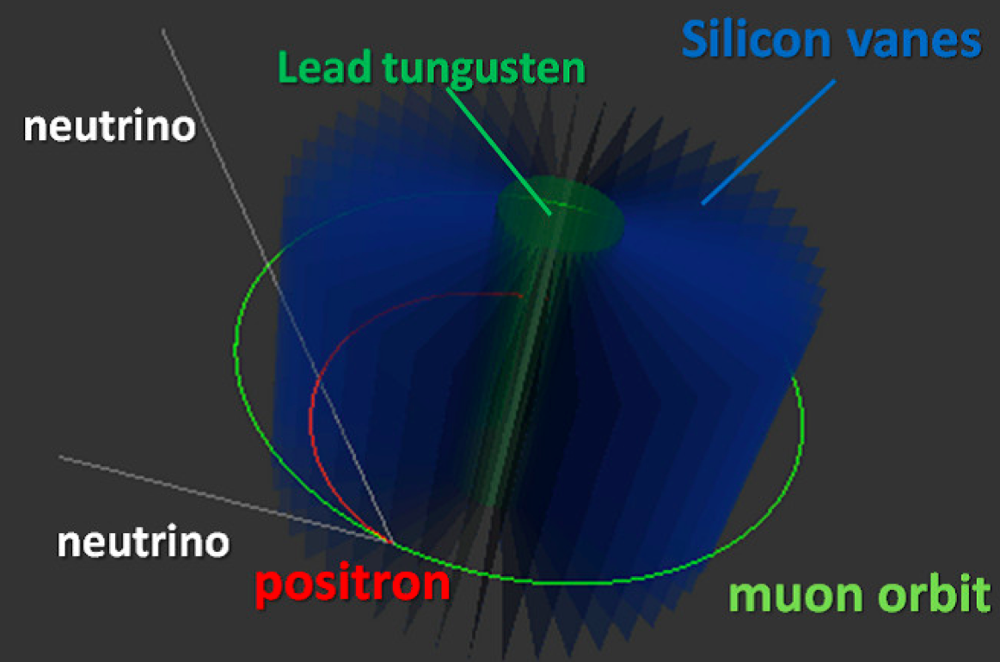 Silicon vanes
Lead tungusten
neutrino
neutrino
positron
muon orbit